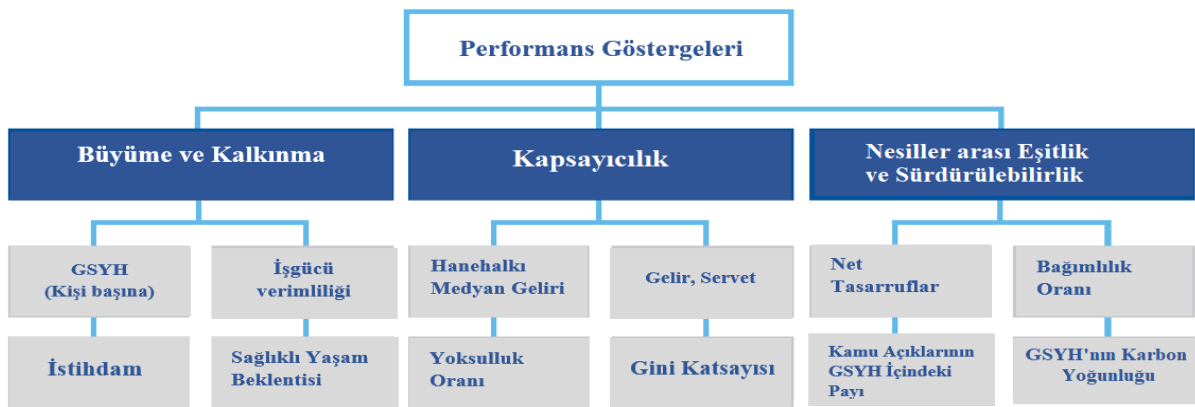 Performans Göstergeleri
Büyüme ve Kalkınma
Kapsayıcılık
Nesiller arası Eşitlik
ve Sürdürülebilirlik
GSYH
(Kişi başına)
İşgücü
verimliliği
Hanehalkı
Medyan Geliri
Gelir, Servet
Net
Tasarruflar
Bağımlılık
Oranı
İstihdam
Sağlıklı Yaşam
Beklentisi
Yoksulluk
Oranı
Gini Katsayısı
Kamu Açıklarının
GSYH İçindeki
Payı
GSYH'nın Karbon
Yoğunluğu